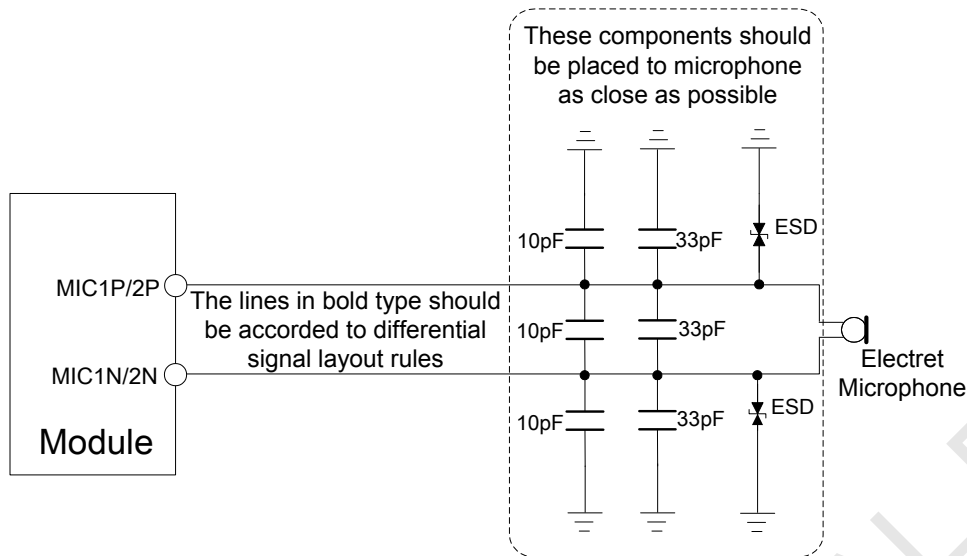 These components should
be placed to microphone
as close as possible
10pF
33pF
ESD
MIC1P/2P
The lines in bold type should
be accorded to differential
signal layout rules
10pF
33pF
MIC1N/2N
Electret
Microphone
10pF
33pF
ESD
Module